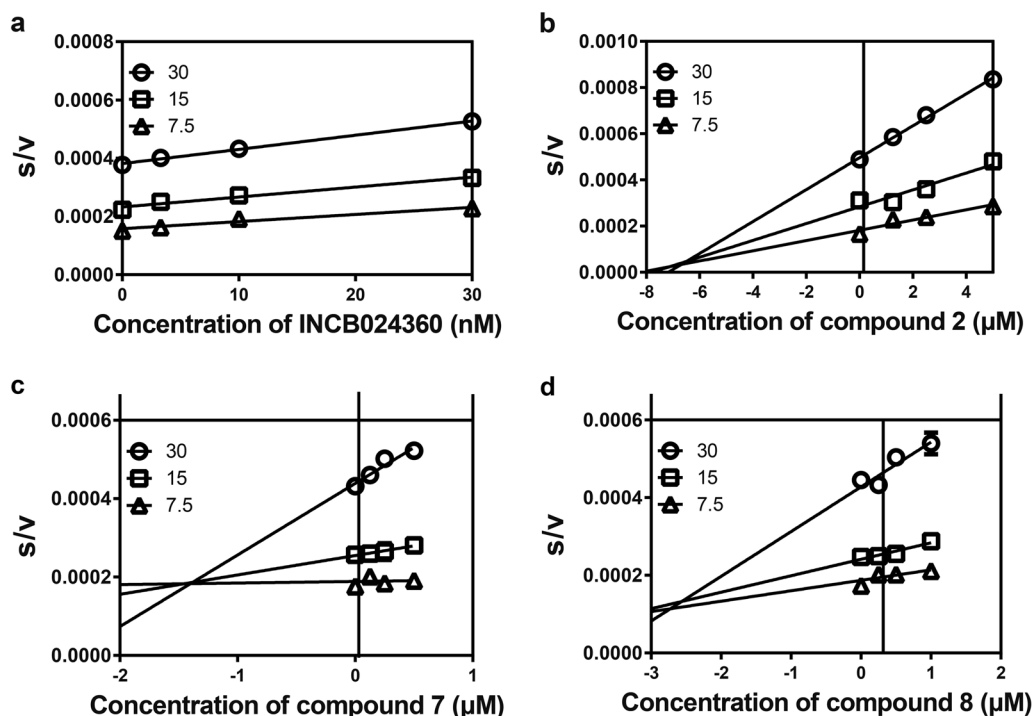 a
0.0008
0.0006
0.0004
0.0002
0.0000
s/v
30
15
7.5
0 10 20 30
Concentration of INCB024360 (nM)
b
0.0010
0.0008
0.0006
0.0004
0.0002
0.0000
s/v
30
15
7.5
-8 -6 -4 -2 0 2 4
Concentration of compound 2 (μM)
c
0.0006
0.0004
0.0002
0.0000
s/v
30
15
7.5
-2 -1 0 1
Concentration of compound 7 (μM)
d
0.0006
0.0004
0.0002
0.0000
s/v
30
15
7.5
-3 -2 -1 0 1 2
Concentration of compound 8 (μM)